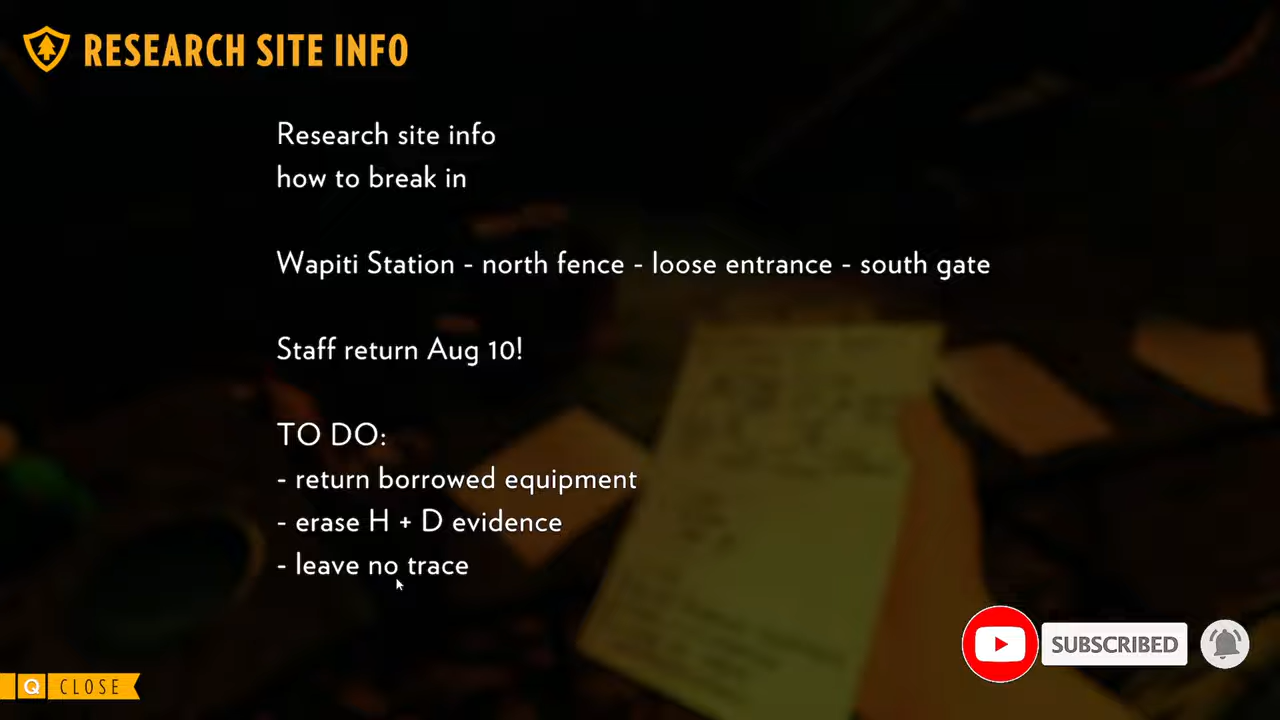 RESEARCH SITE INFO
Research site info
how to break in
Wapiti Station - north fence - loose entrance - south gate
Staff return Aug 10!
TO DO:
- return borrowed equipment
- erase H + D evidence
- leave no trace
SUBSCRIBED
Q CLOSE